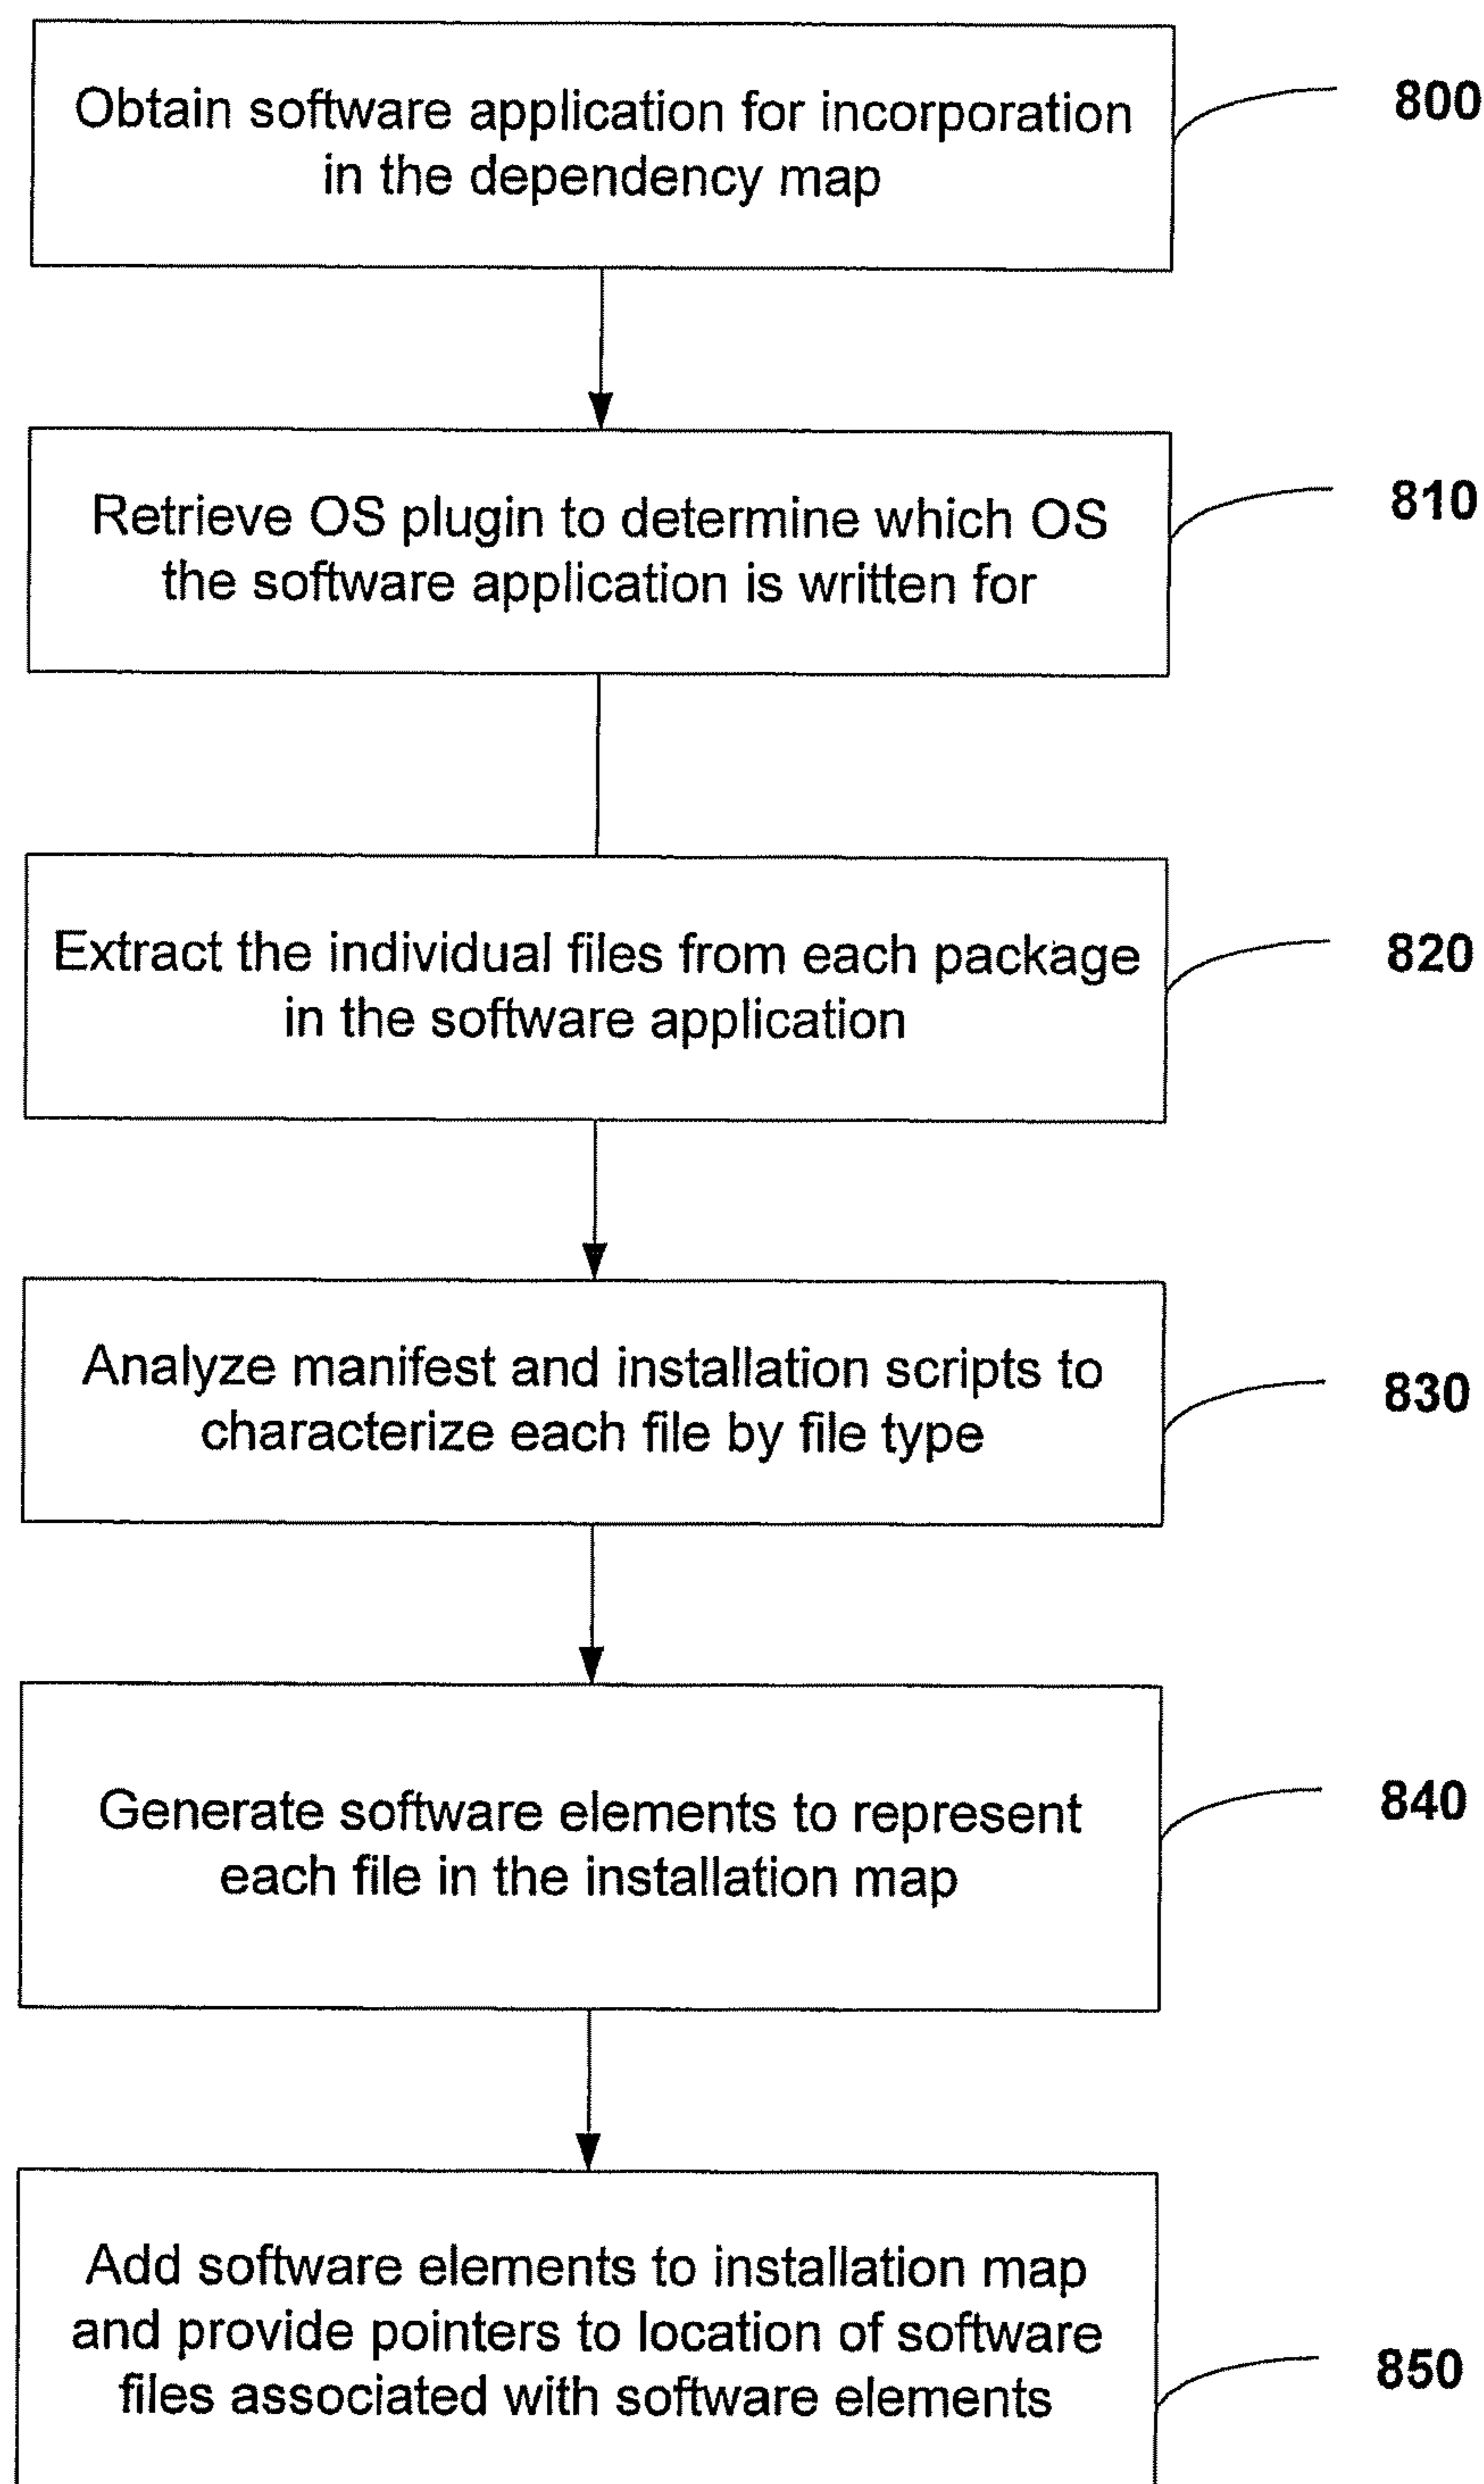 Obtain software application for incorporation
in the dependency map
800
Retrieve OS plugin to determine which OS
the software application is written for
810
Extract the individual files from each package
in the software application
820
Analyze manifest and installation scripts to
characterize each file by file type
830
Generate software elements to represent
each file in the installation map
840
Add software elements to installation map
and provide pointers to location of software
files associated with software elements
850